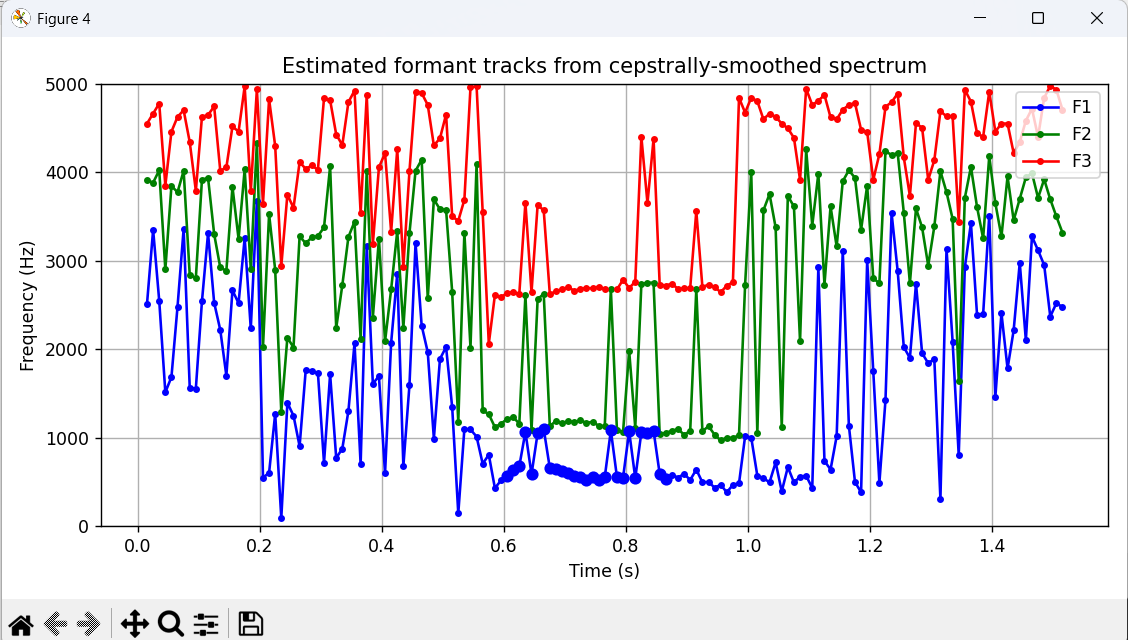 Figure 4
Estimated formant tracks from cepstrally-smoothed spectrum
5000
4000
3000
2000
1000
0
Frequency (Hz)
0.0 0.2 0.4 0.6 0.8 1.0 1.2 1.4
Time (s)
F1
F2
F3